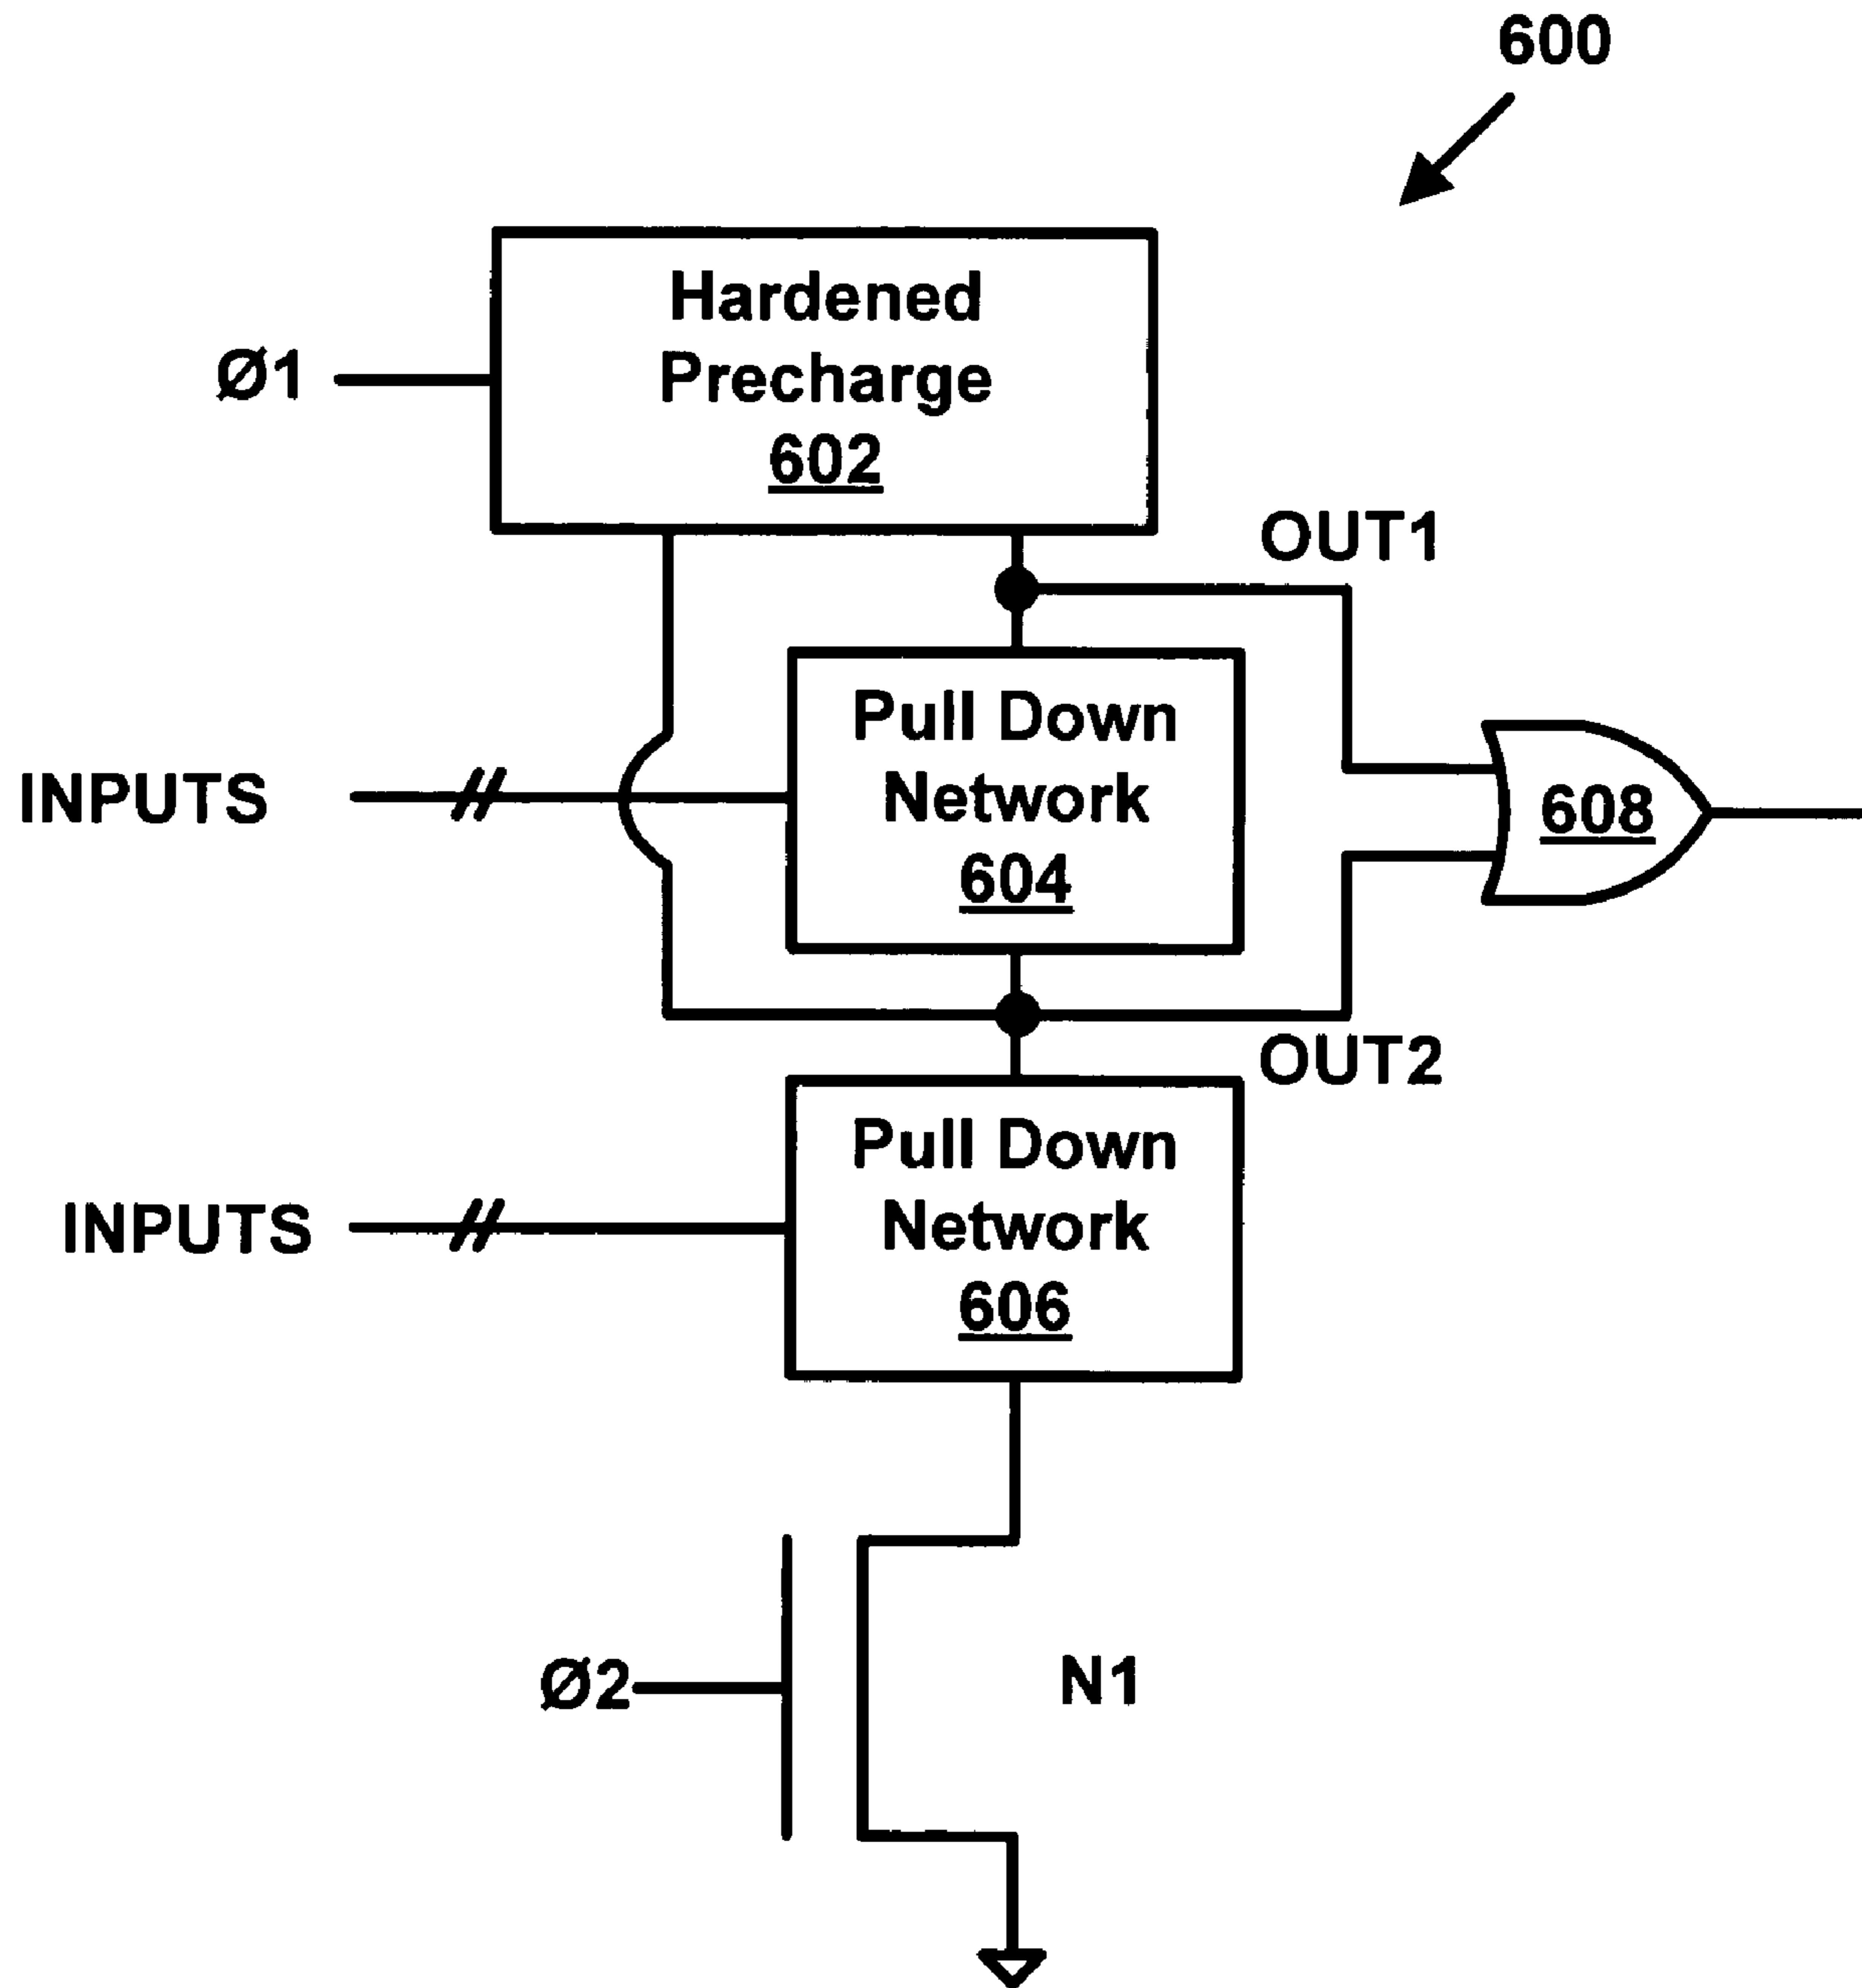 600
Hardened
Precharge
602
Ø1
OUT1
Pull Down
Network
604
INPUTS
608
OUT2
Pull Down
Network
606
INPUTS
Ø2
N1